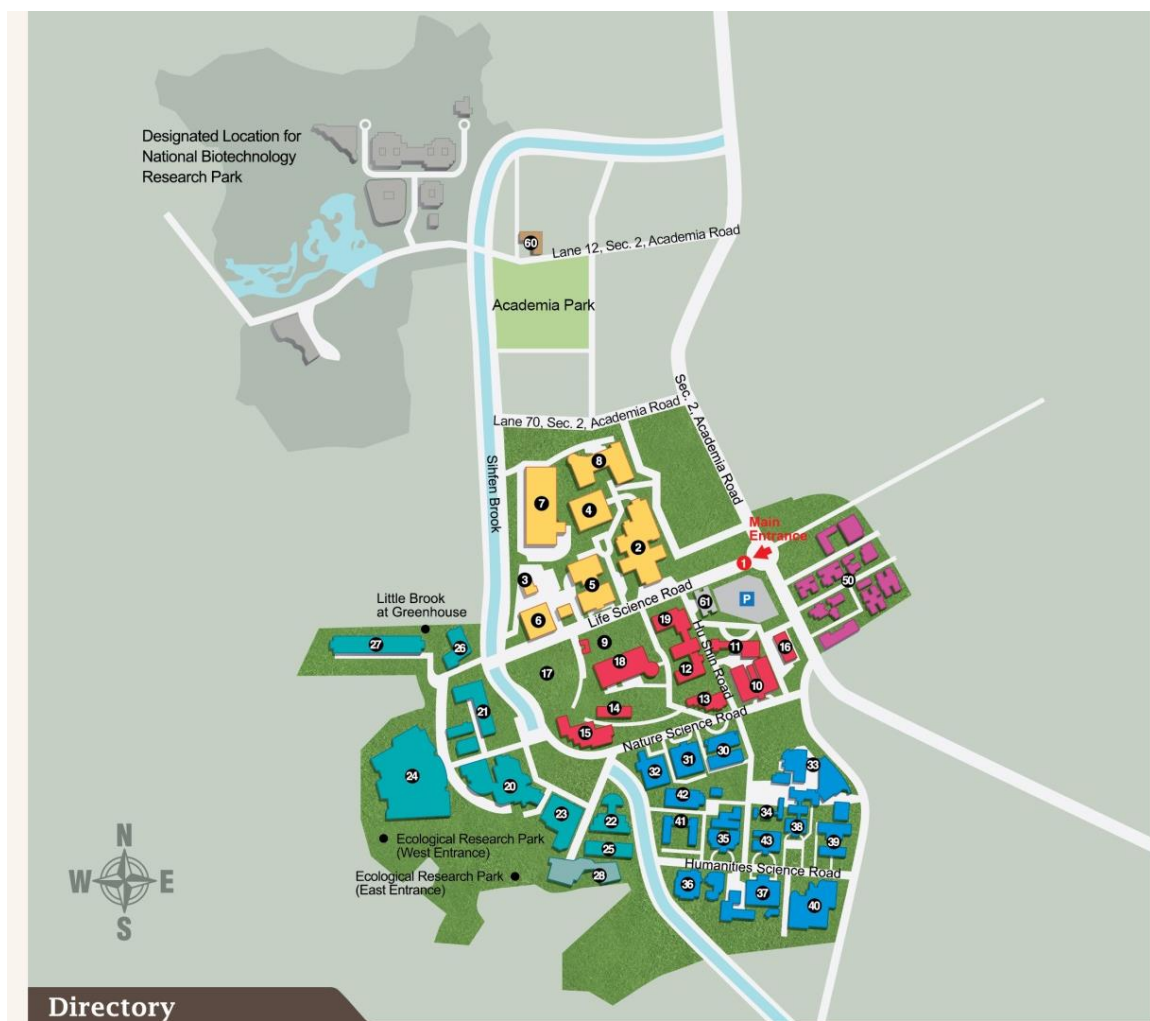 Designated Location for
National Biotechnology
Research Park
60
Lane 12, Sec. 2, Academia Road
Academia Park
Sec. 2, Academia Road
Lane 70, Sec. 2, Academia Road
Sihfen Brook
8
7
4
2
Main
Entrance
1
3
5
50
Little Brook
at Greenhouse
6
Life Science Road
61
P
19
Hu Shih Road
27
26
9
11
16
17
18
12
10
21
14
13
15
Nature Science Road
24
20
32
31
30
33
23
22
42
34
41
35
43
38
39
25
Ecological Research Park
(West Entrance)
Ecological Research Park
(East Entrance)
28
Humanities Science Road
36
37
40
N
W
E
S
Directory